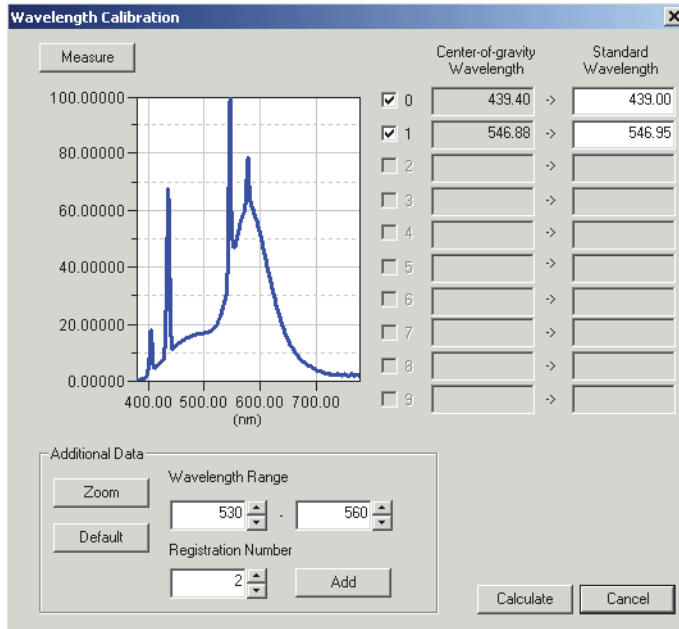 Wavelength Calibration
Measure
Center-of-gravity Wavelength
Standard Wavelength
100.00000
80.00000
60.00000
40.00000
20.00000
0.00000
400.00 500.00 600.00 700.00
(nm)
0 439.40 -> 439.00
1 546.88 -> 546.95
2 ->
3 ->
4 ->
5 ->
6 ->
7 ->
8 ->
9 ->
Additional Data
Zoom
Default
Wavelength Range
530 - 560
Registration Number
2
Add
Calculate
Cancel